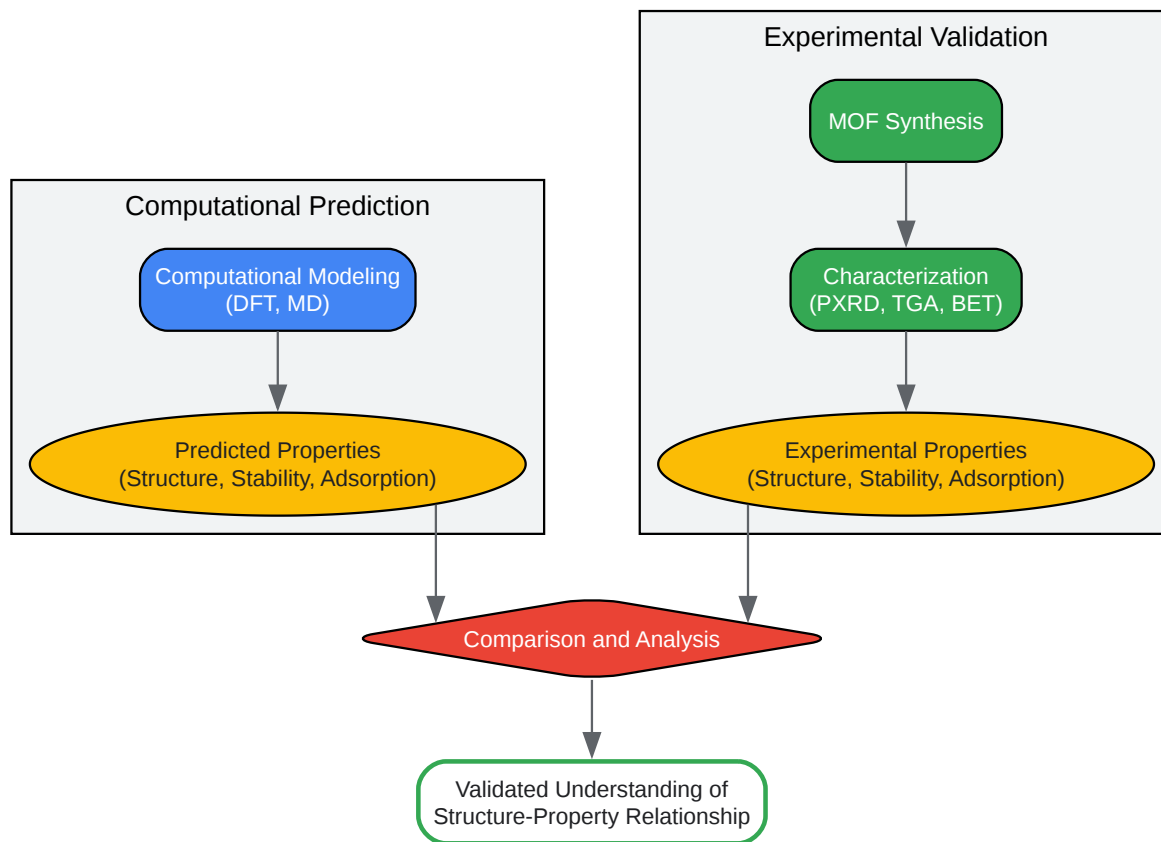 Experimental Validation
MOF Synthesis
Computational Prediction
Computational Modeling
(DFT, MD)
Characterization
(PXRD, TGA, BET)
Predicted Properties
(Structure, Stability, Adsorption)
Experimental Properties
(Structure, Stability, Adsorption)
Comparison and Analysis
Validated Understanding of
Structure-Property Relationship